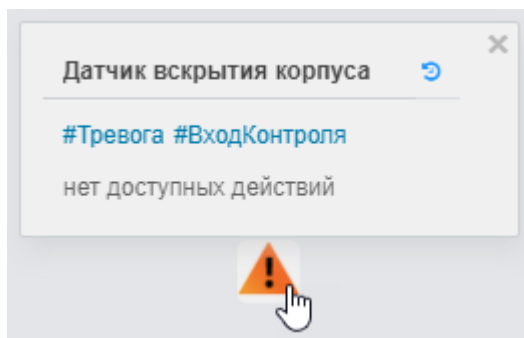 Датчик вскрытия корпуса
#Тревога #ВходКонтроля
нет доступных действий